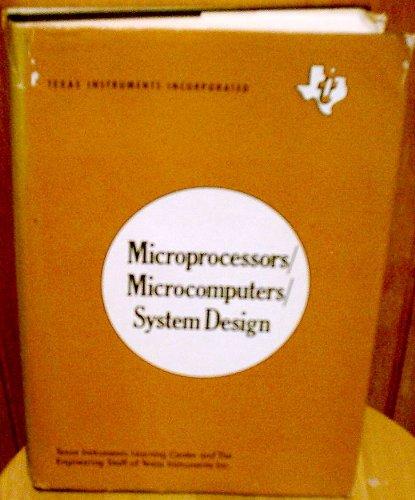 TEXAS INSTRUMENTS INCORPORATED
Microprocessors/
Microcomputers/
System Design
Texas Instruments Learning Center and The
Engineering Staff of Texas Instruments Inc.